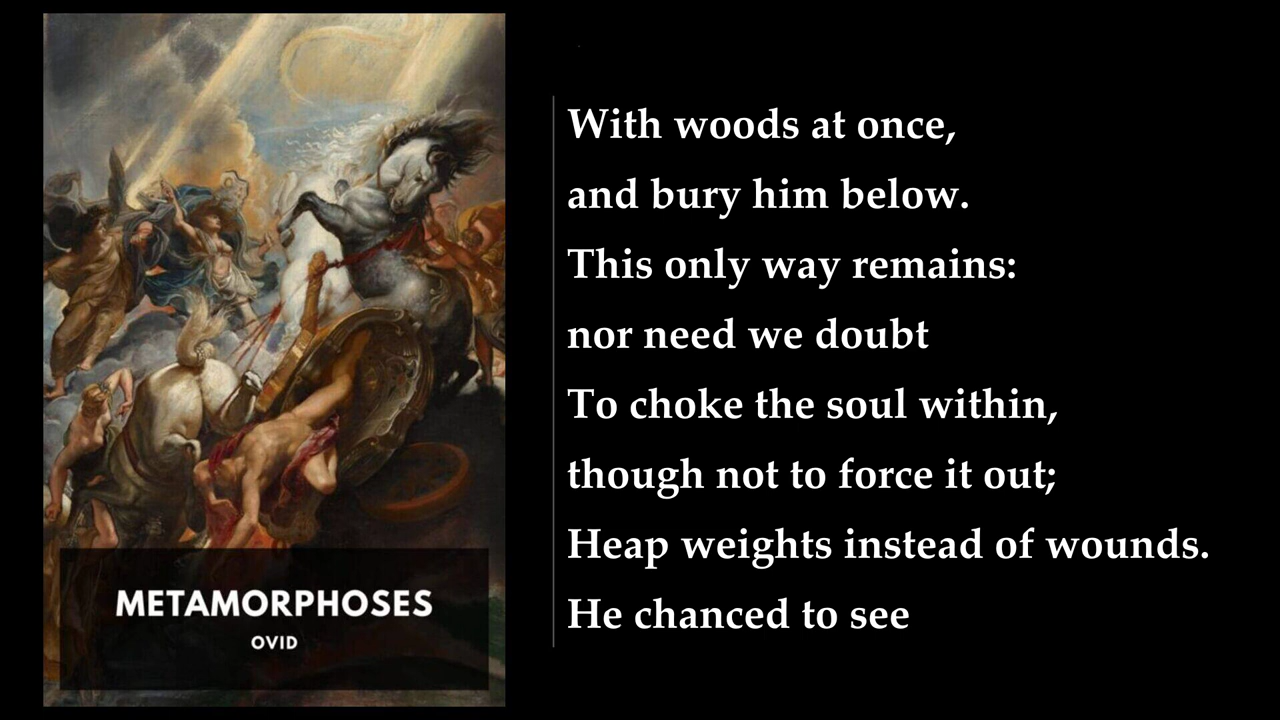 METAMORPHOSES
OVID
With woods at once,
and bury him below.
This only way remains:
nor need we doubt
To choke the soul within,
though not to force it out;
Heap weights instead of wounds.
He chanced to see